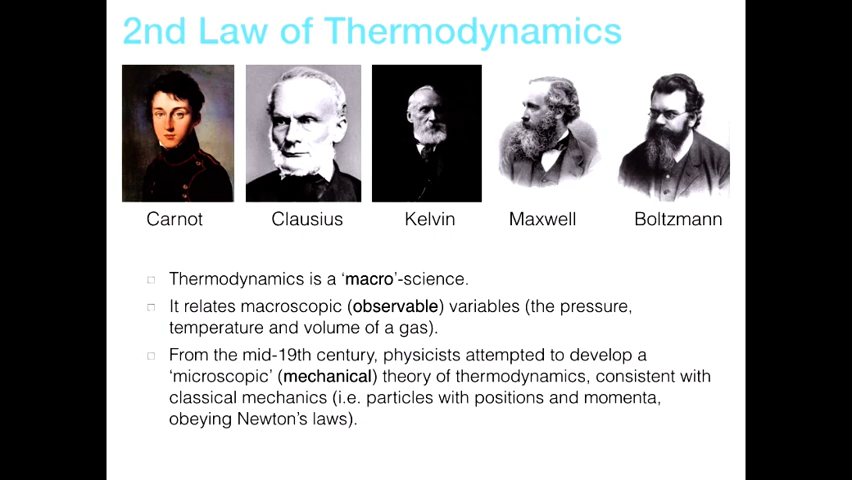 2nd Law of Thermodynamics
Carnot Clausius Kelvin Maxwell Boltzmann
Thermodynamics is a ‘macro’-science.
It relates macroscopic (observable) variables (the pressure,
temperature and volume of a gas).
From the mid-19th century, physicists attempted to develop a
‘microscopic’ (mechanical) theory of thermodynamics, consistent with
classical mechanics (i.e. particles with positions and momenta,
obeying Newton’s laws).